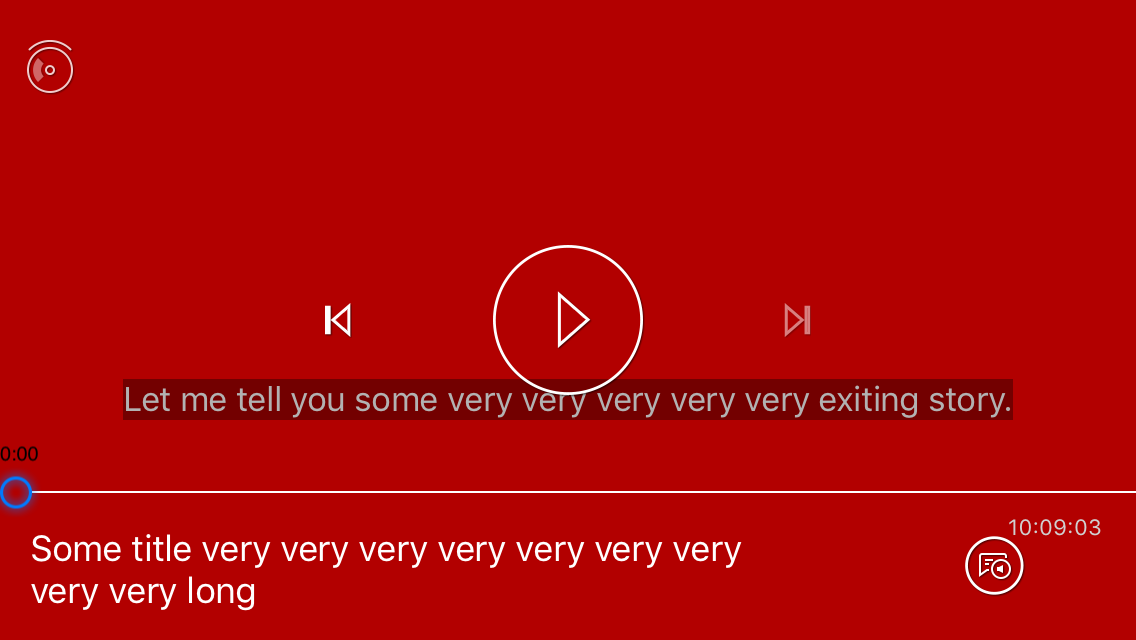 Let me tell you some very very very very very exiting story.
0:00
10:09:03
Some title very very very very very very very
very very long